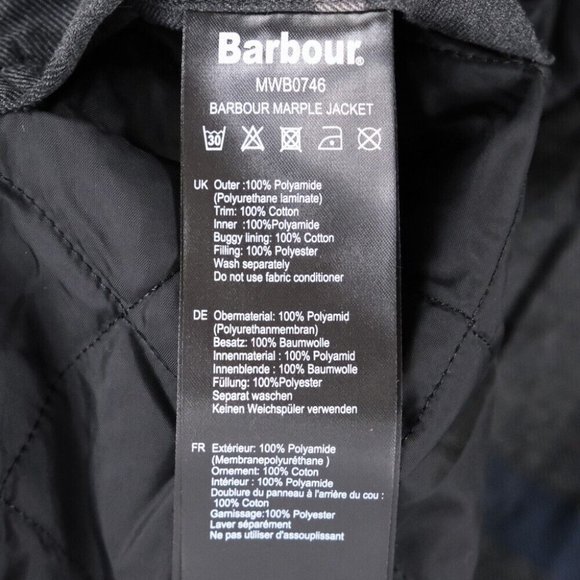 Barbour®
MWB0746
BARBOUR MARPLE JACKET
30
UK Outer :100% Polyamide
(Polyurethane laminate)
Trim: 100% Cotton
Inner :100%Polyamide
Buggy lining: 100% Cotton
Filling: 100% Polyester
Wash separately
Do not use fabric conditioner
DE Obermaterial: 100% Polyamid
(Polyurethanmembran)
Besatz: 100% Baumwolle
Innenmaterial : 100% Polyamid
Innenblende : 100% Baumwolle
Füllung: 100%Polyester
Separat waschen
Keinen Weichspüler verwenden
FR Extérieur: 100% Polyamide
(Membranepolyuréthane )
Ornement: 100% Coton
Intérieur : 100% Polyamide
Doublure du panneau à l'arrière du cou :
100% Coton
Garnissage: 100% Polyester
Laver séparément
Ne pas utiliser d'assouplissant